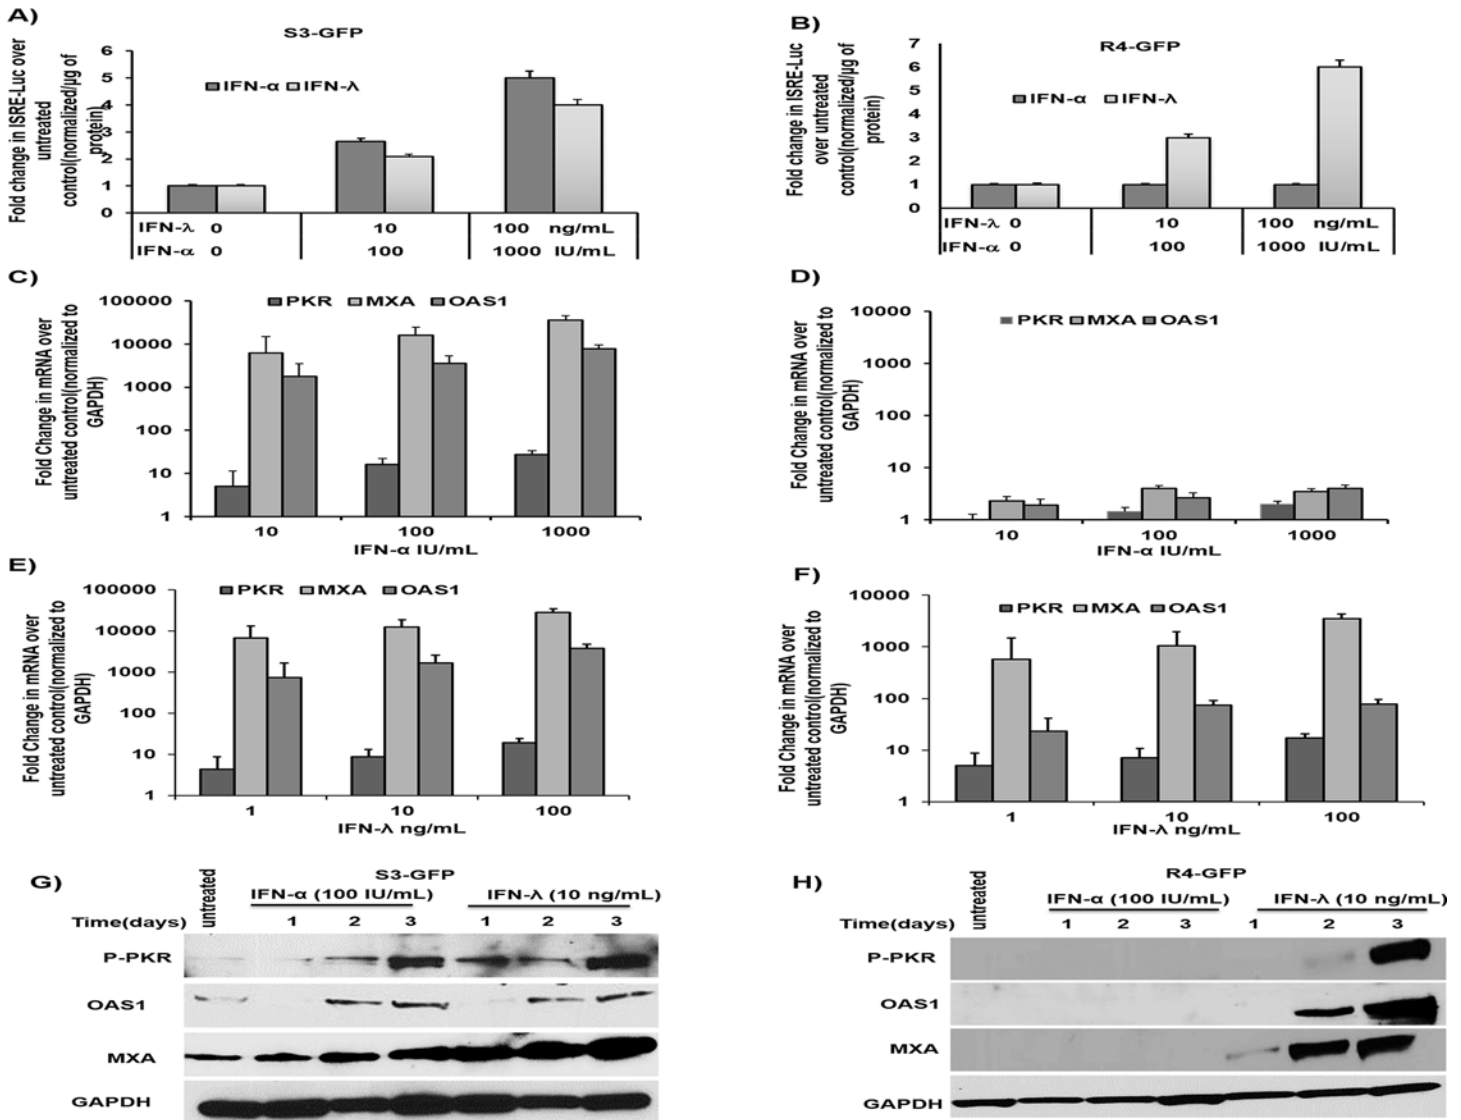 A)
S3-GFP
Fold change in ISRE-Luc over
untreated
control(normalized/µg of
protein)
6
5
4
3
2
1
0
IFN-α IFN-λ
IFN-λ 0 10 100 ng/mL
IFN-α 0 100 1000 IU/mL
B)
R4-GFP
Fold change in ISRE-Luc
over untreated
control(normalized/µg of
protein)
7
6
5
4
3
2
1
0
IFN-α IFN-λ
IFN-λ 0 10 100 ng/mL
IFN-α 0 100 1000 IU/mL
C)
Fold Change in mRNA over
untreated control(normalized to
GAPDH)
100000
10000
1000
100
10
1
PKR MXA OAS1
10 100 1000
IFN-α IU/mL
D)
Fold Change in mRNA over
untreated control(normalized to
GAPDH)
10000
1000
100
10
1
PKR MXA OAS1
10 100 1000
IFN-α IU/mL
E)
Fold Change in mRNA over
untreated control(normalized to
GAPDH)
100000
10000
1000
100
10
1
PKR MXA OAS1
1 10 100
IFN-λ ng/mL
F)
Fold Change in mRNA over
untreated control(normalized to
GAPDH)
10000
1000
100
10
1
PKR MXA OAS1
1 10 100
IFN-λ ng/mL
G)
S3-GFP
untreated
IFN-α (100 IU/mL) IFN-λ (10 ng/mL)
Time(days) 1 2 3 1 2 3
P-PKR
OAS1
MXA
GAPDH
H)
R4-GFP
untreated
IFN-α (100 IU/mL) IFN-λ (10 ng/mL)
Time(days) 1 2 3 1 2 3
P-PKR
OAS1
MXA
GAPDH